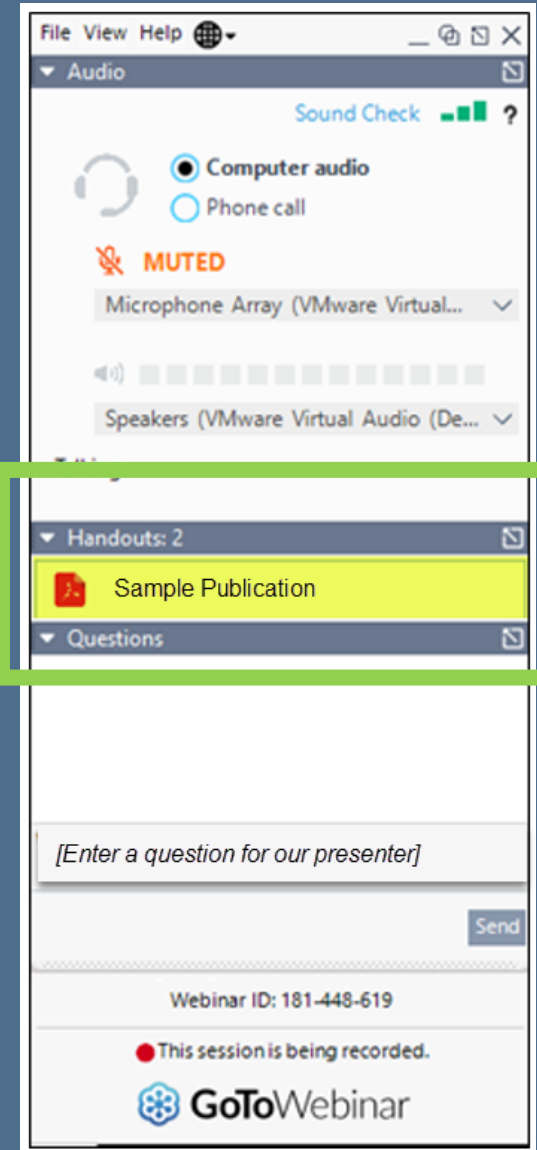 File View Help
Audio
Sound Check ?
Computer audio
Phone call
MUTED
Microphone Array (VMware Virtual...
Speakers (VMware Virtual Audio (De...
Handouts: 2
Sample Publication
Questions
[Enter a question for our presenter]
Send
Webinar ID: 181-448-619
This session is being recorded.
GoToWebinar